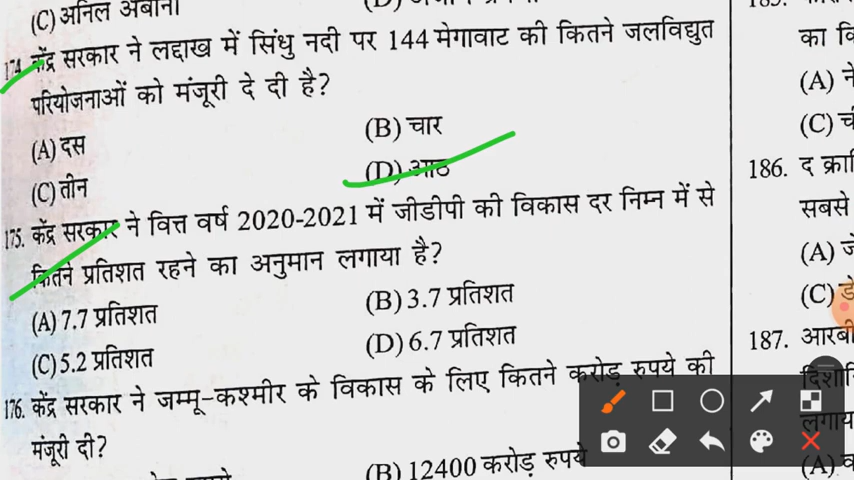 (C) अनिल अंबानी
174. केंद्र सरकार ने लद्दाख में सिंधु नदी पर 144 मेगावाट की कितने जलविद्युत
परियोजनाओं को मंजूरी दे दी है?
(A) दस
(B) चार
(C) तीन
(D) आठ
175. केंद्र सरकार ने वित्त वर्ष 2020-2021 में जीडीपी की विकास दर निम्न में से
कितने प्रतिशत रहने का अनुमान लगाया है?
(A) 7.7 प्रतिशत
(B) 3.7 प्रतिशत
(C) 5.2 प्रतिशत
(D) 6.7 प्रतिशत
176. केंद्र सरकार ने जम्मू-कश्मीर के विकास के लिए कितने करोड़ रुपये की
मंजूरी दी?
(B) 12400 करोड़ रुपये
का
(A)
(C)
186. द
सबसे
(A)
(C)
187.
(A)